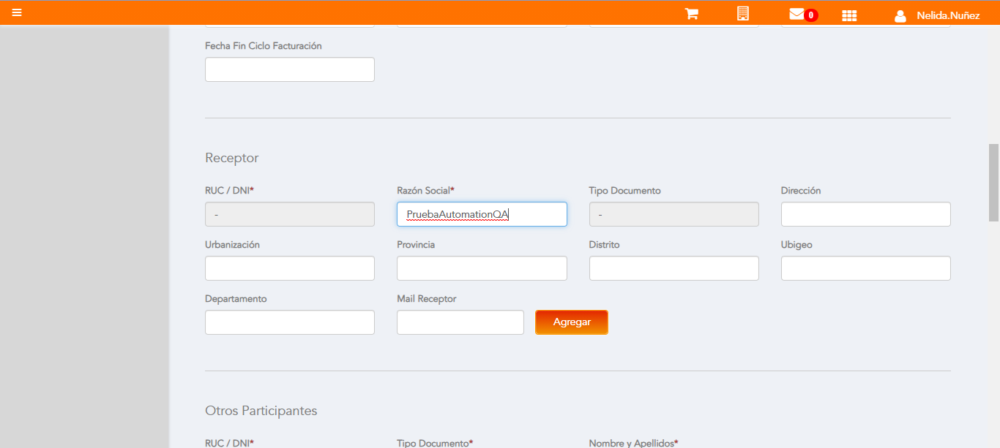 0 Nelida.Nuñez
Fecha Fin Ciclo Facturación
Receptor
RUC / DNI* Razón Social* Tipo Documento Dirección
- PruebaAutomationQA -
Urbanización Provincia Distrito Ubigeo
Departamento Mail Receptor
Agregar
Otros Participantes
RUC / DNI* Tipo Documento* Nombre y Apellidos*